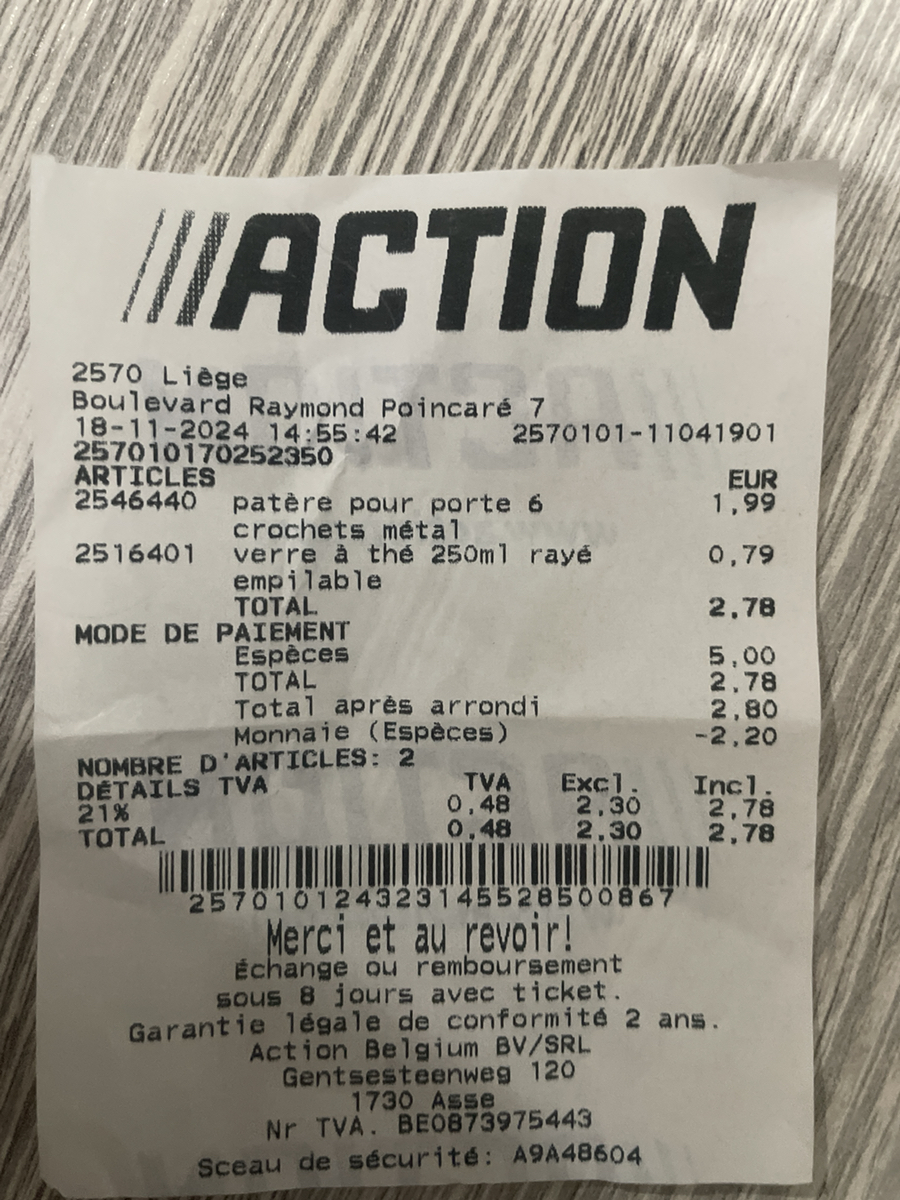 ///ACTION
2570 Liège
Boulevard Raymond Poincaré 7
18-11-2024 14:55:42 2570101-11041901
257010170252350
ARTICLES EUR
2546440 patère pour porte 6 1,99
crochets métal
2516401 verre à thé 250ml rayé 0,79
empilable
TOTAL 2,78
MODE DE PAIEMENT
Espèces 5,00
TOTAL 2,78
Total après arrondi 2,80
Monnaie (Espèces) -2,20
NOMBRE D'ARTICLES: 2
DÉTAILS TVA TVA Excl. Incl.
21% 0,48 2,30 2,78
TOTAL 0,48 2,30 2,78
257010124323145528500867
Merci et au revoir!
Échange ou remboursement
sous 8 jours avec ticket.
Garantie légale de conformité 2 ans.
Action Belgium BV/SRL
Gentsesteenweg 120
1730 Asse
Nr TVA. BE0873975443
Sceau de sécurité: A9A48604